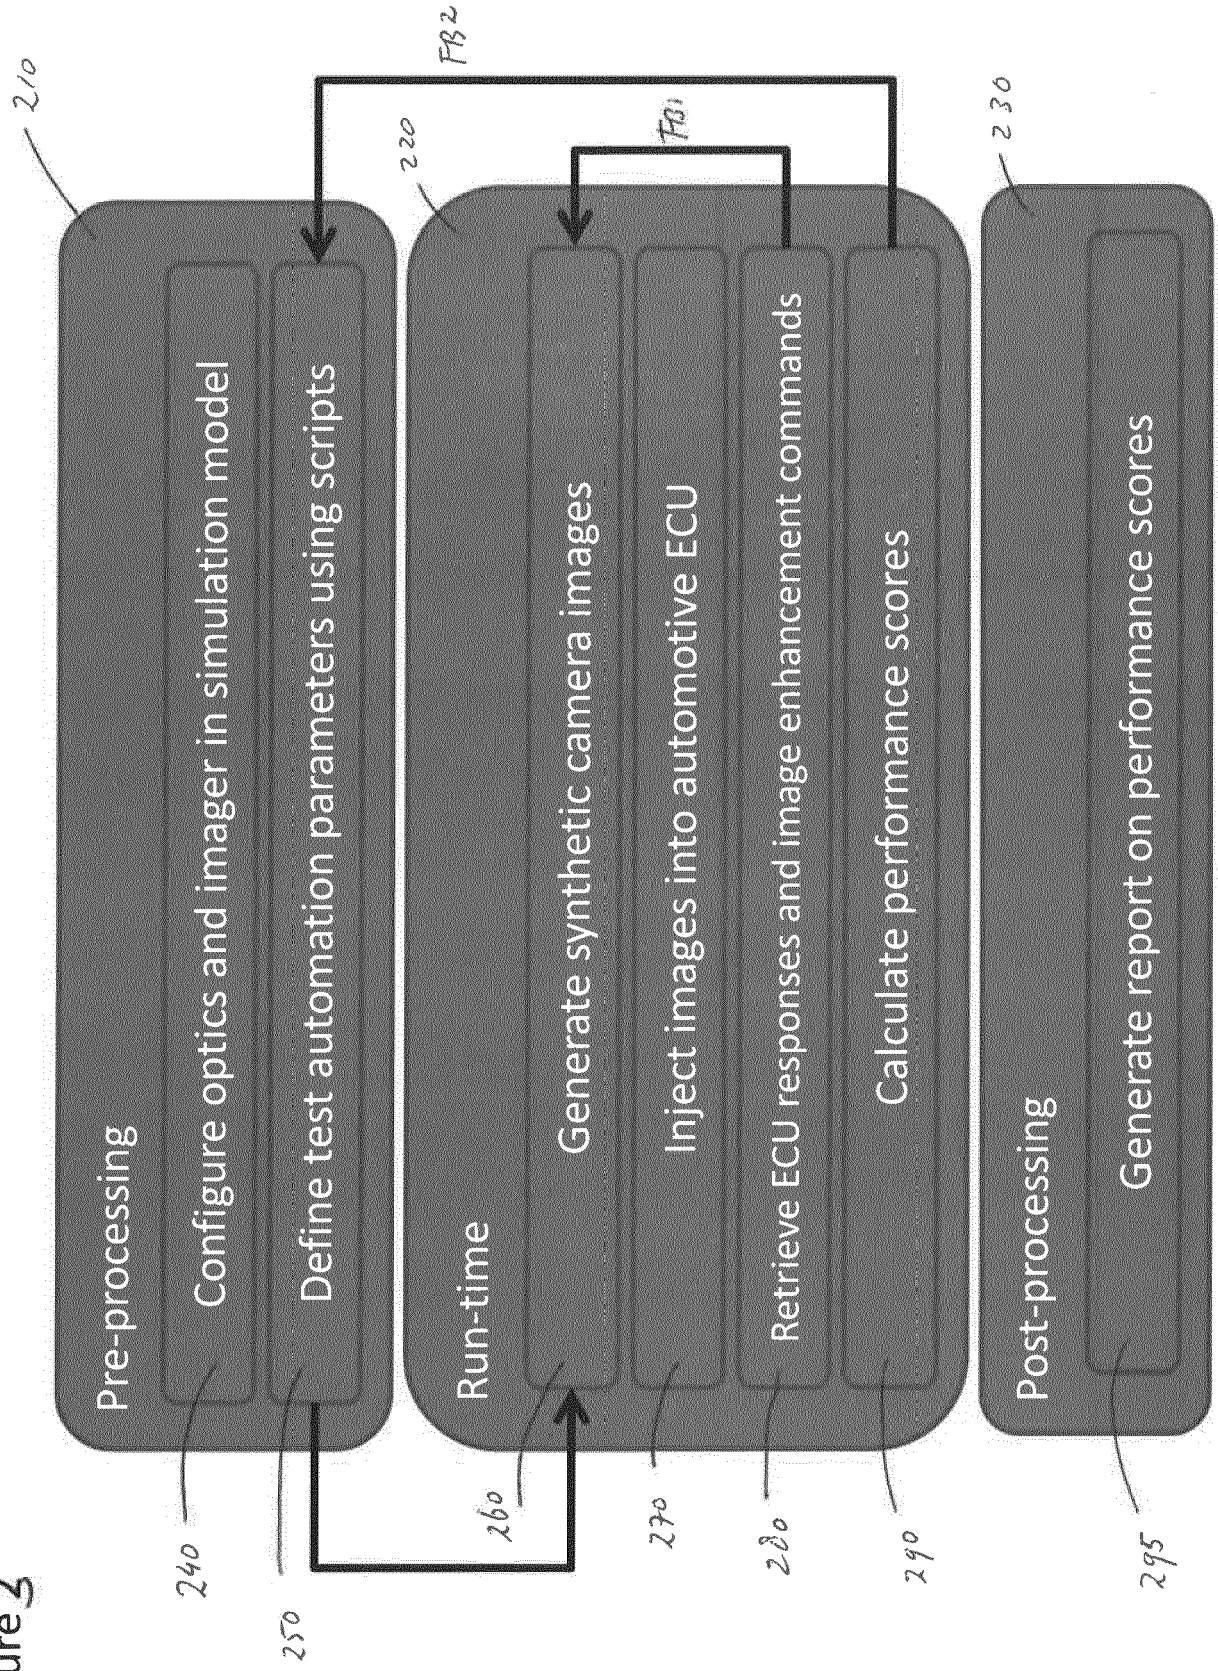 ure 2
210
Pre-processing
240
Configure optics and imager in simulation model
250
Define test automation parameters using scripts
FB2
220
Run-time
260
Generate synthetic camera images
FB1
270
Inject images into automotive ECU
280
Retrieve ECU responses and image enhancement commands
290
Calculate performance scores
230
Post-processing
295
Generate report on performance scores